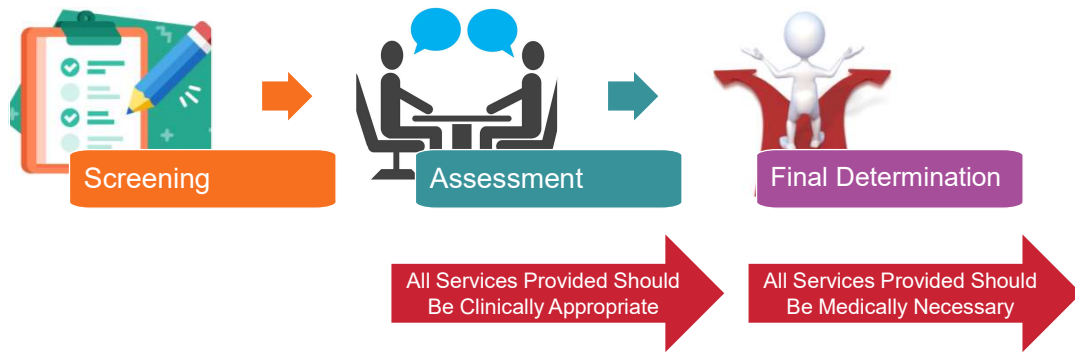 Screening
Assessment
Final Determination
All Services Provided Should
Be Clinically Appropriate
All Services Provided Should
Be Medically Necessary